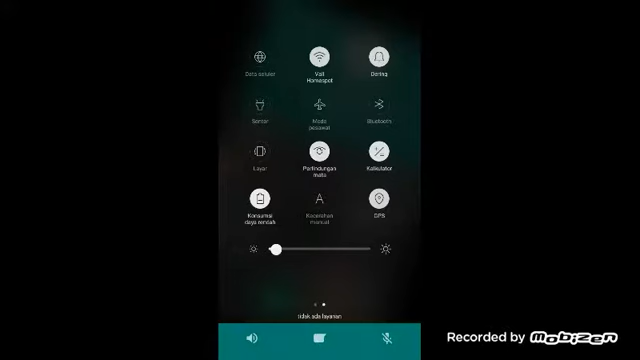 Data seluler
Vall
Homespot
Dering
Senter
Mode
pesawat
Bluetooth
Layar
Perlindungan
mata
Kalkulator
Konsumsi
daya rendah
A
Kecerahan
manual
GPS
tidak ada layanan
Recorded by mobizen